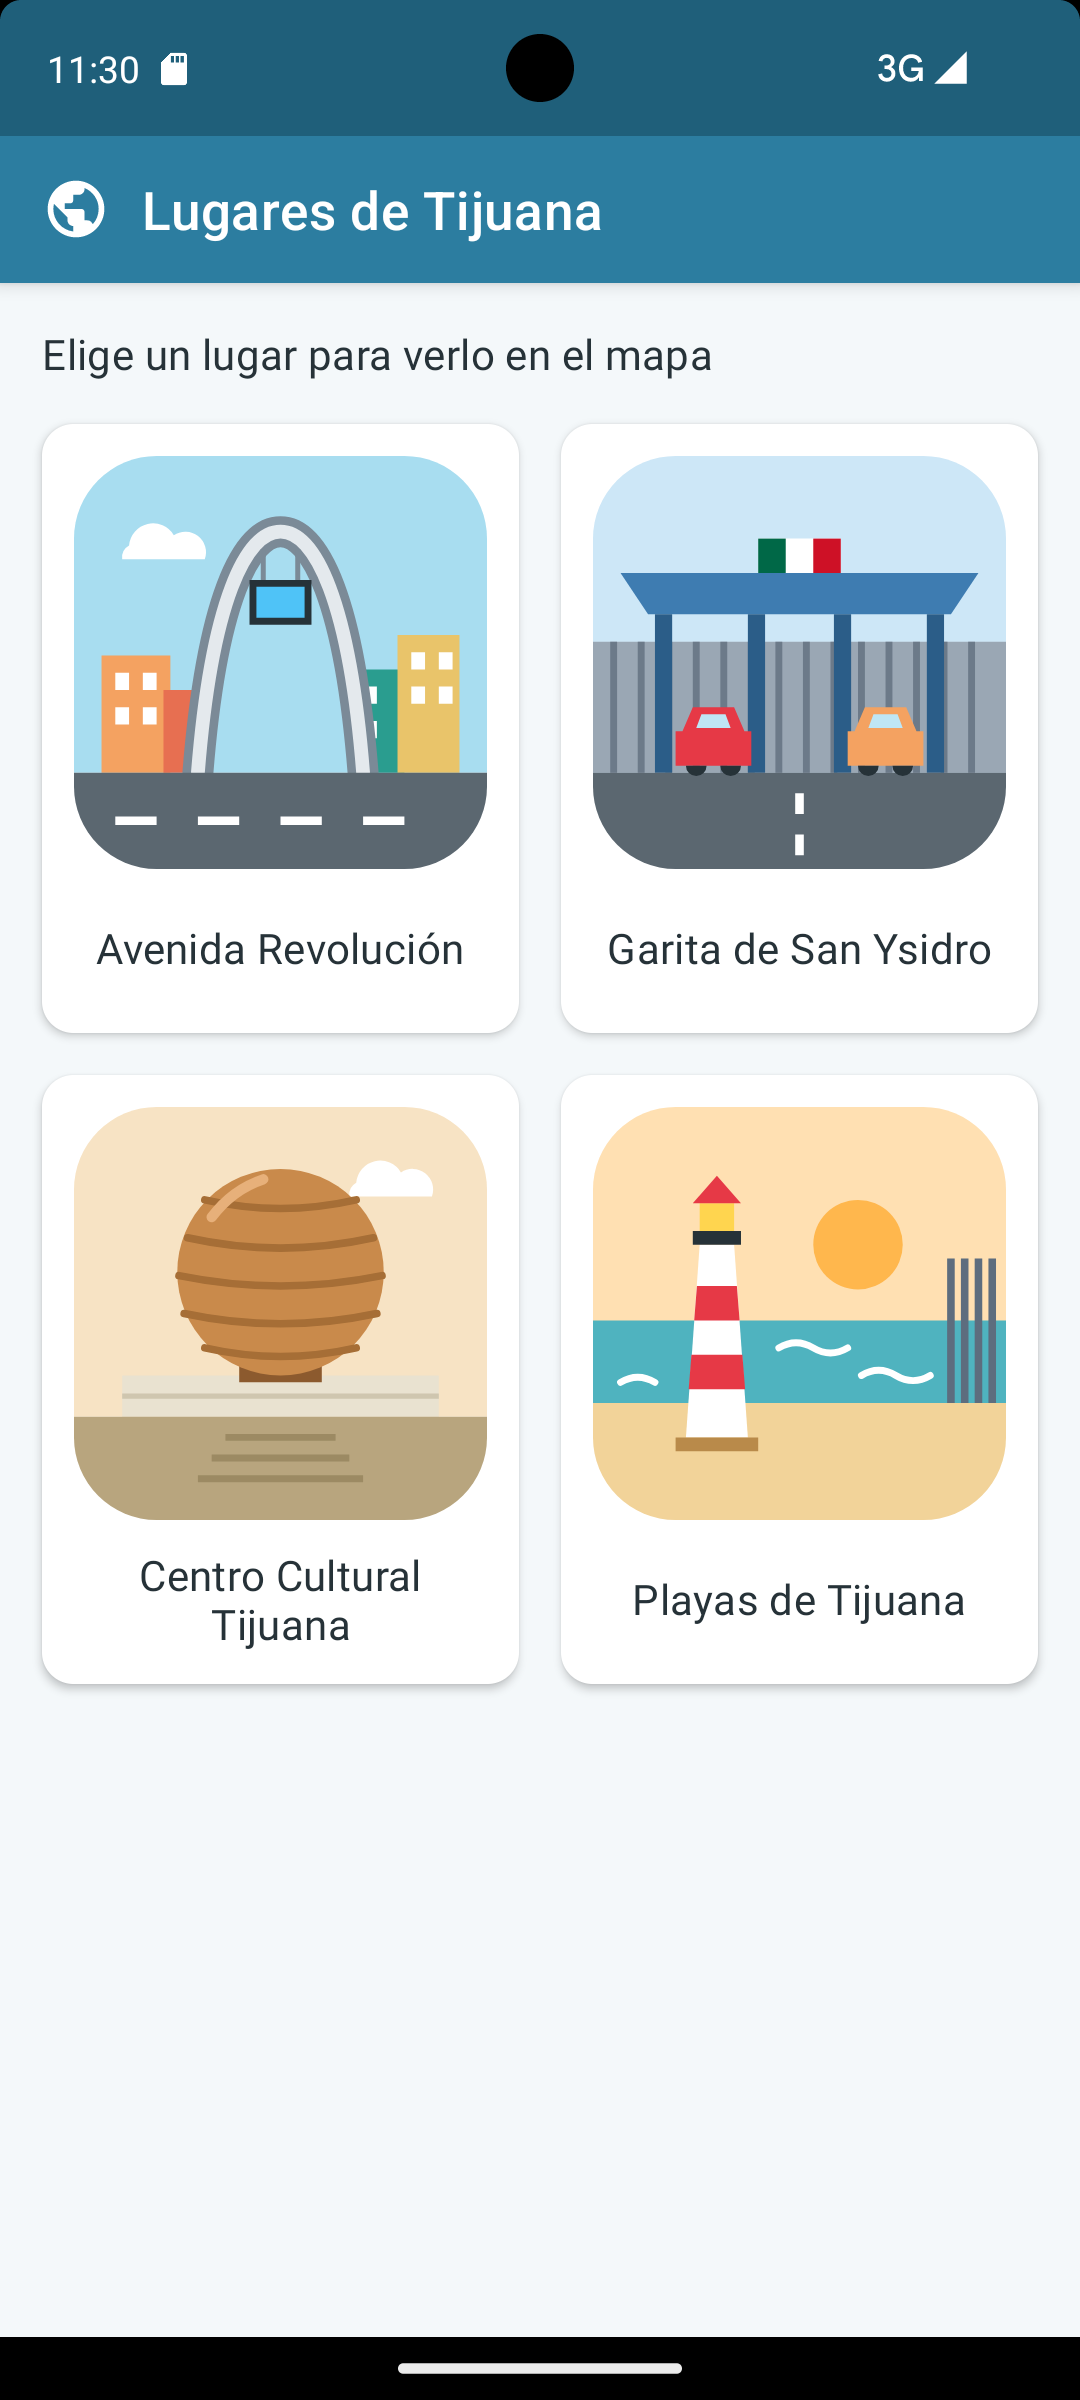 11:30
3G
Lugares de Tijuana
Elige un lugar para verlo en el mapa
Avenida Revolución
Garita de San Ysidro
Centro Cultural
Tijuana
Playas de Tijuana